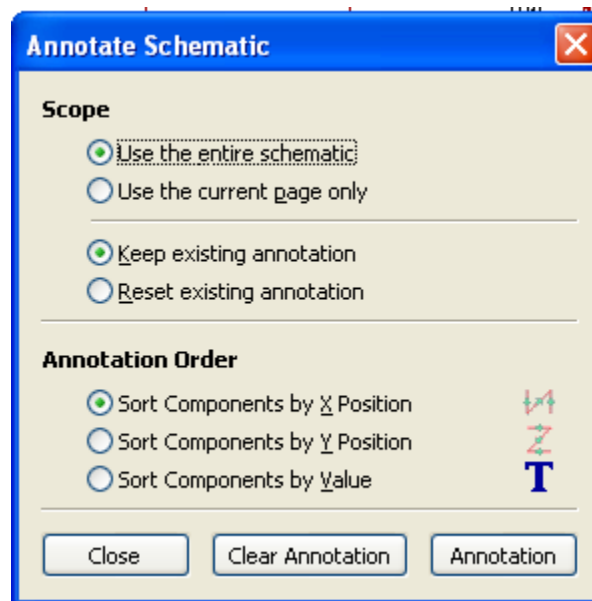 Annotate Schematic
Scope
Use the entire schematic
Use the current page only
Keep existing annotation
Reset existing annotation
Annotation Order
Sort Components by X Position
Sort Components by Y Position
Sort Components by Value
T
Close Clear Annotation Annotation